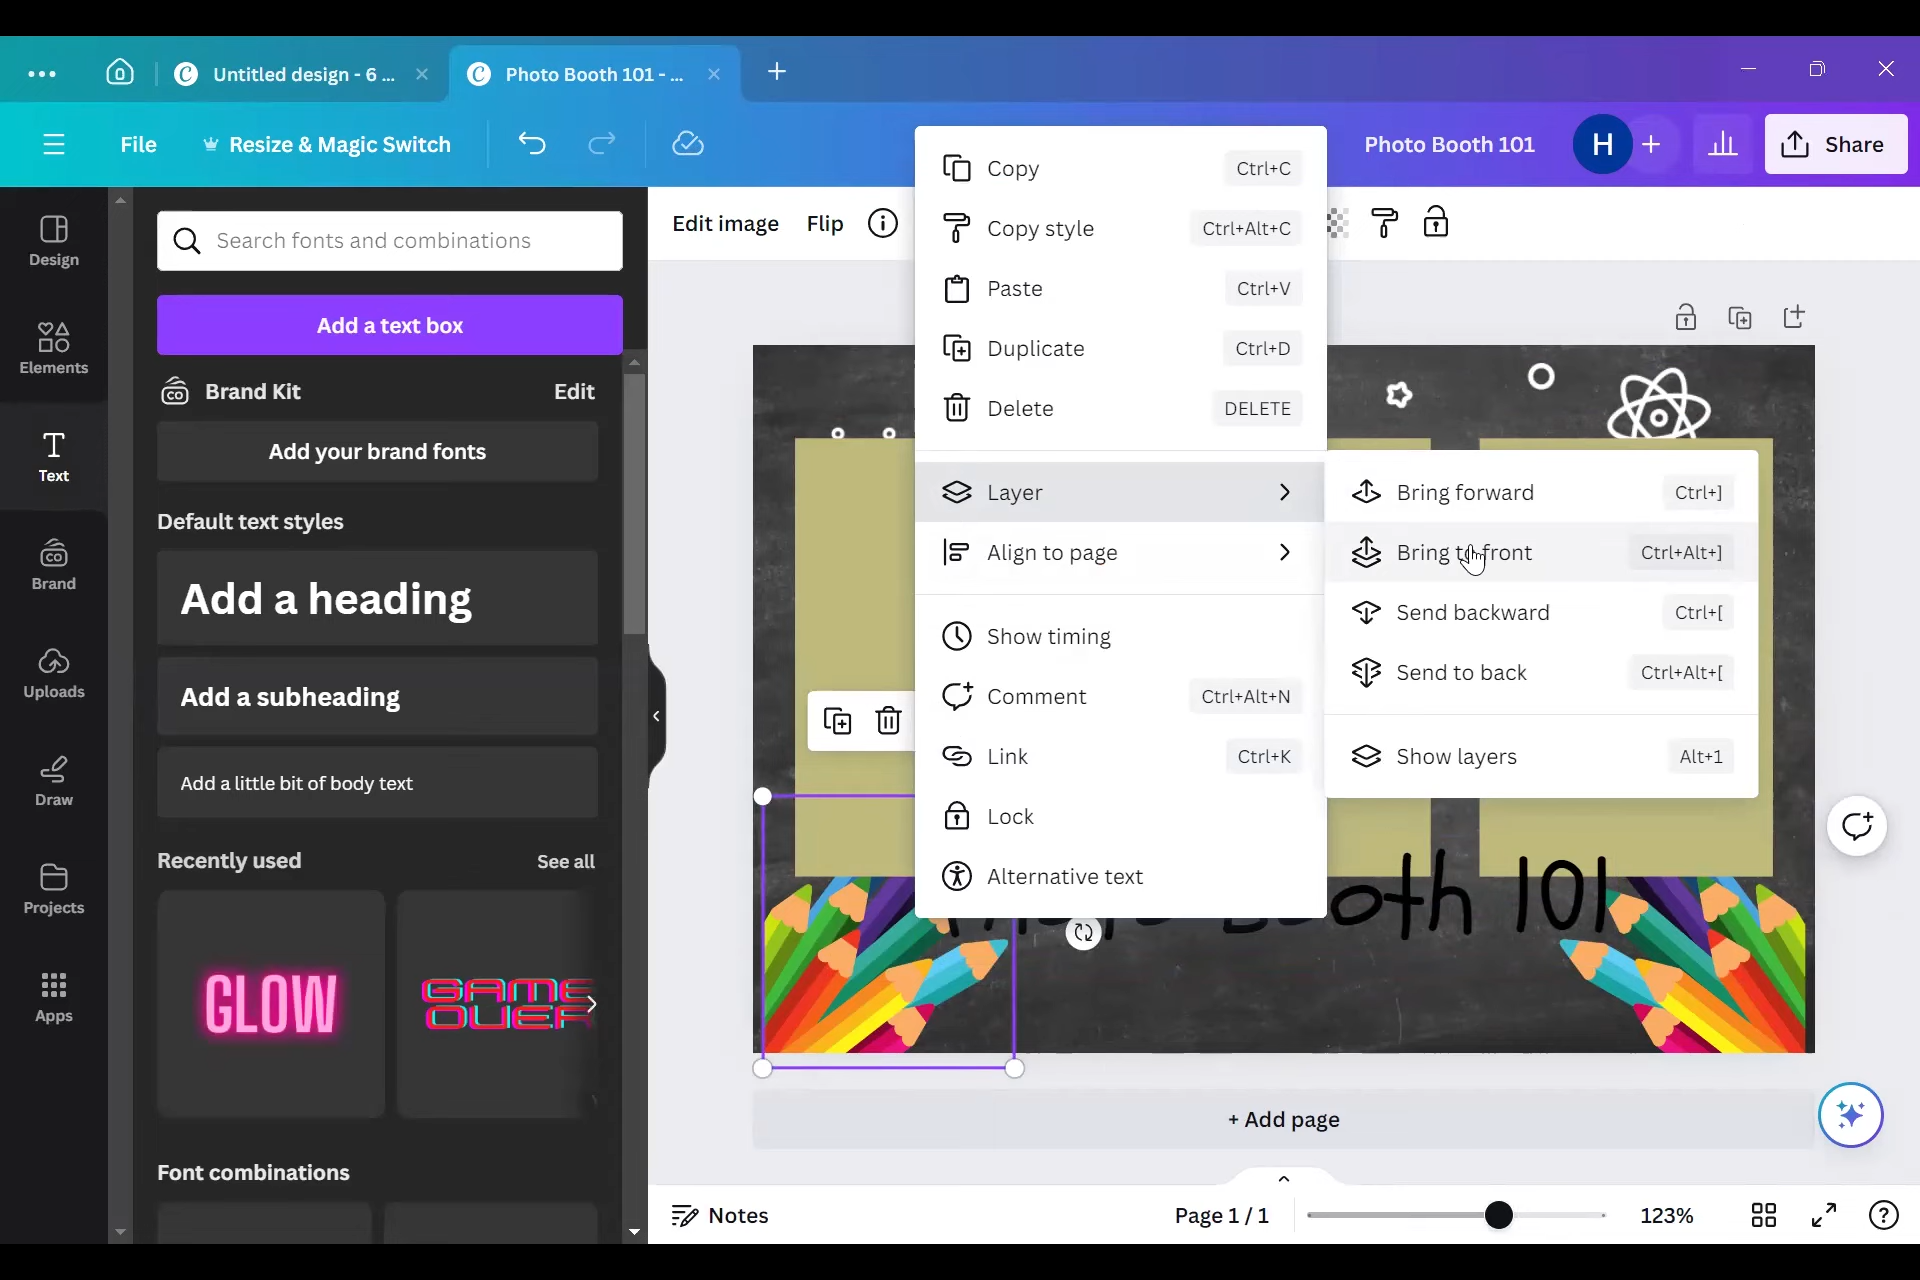 Untitled design - 6 ...
Photo Booth 101 - ...
File
Resize & Magic Switch
Photo Booth 101
H
Share
Design
Elements
Text
Brand
Uploads
Draw
Projects
Apps
Search fonts and combinations
Add a text box
Brand Kit
Edit
Add your brand fonts
Default text styles
Add a heading
Add a subheading
Add a little bit of body text
Recently used
See all
GLOW
GAME
OVER
Font combinations
Edit image
Flip
Copy
Ctrl+C
Copy style
Ctrl+Alt+C
Paste
Ctrl+V
Duplicate
Ctrl+D
Delete
DELETE
Layer
Align to page
Show timing
Comment
Ctrl+Alt+N
Link
Ctrl+K
Lock
Alternative text
Bring forward
Ctrl+]
Bring to front
Ctrl+Alt+]
Send backward
Ctrl+[
Send to back
Ctrl+Alt+[
Show layers
Alt+1
Photo Booth 101
+ Add page
Notes
Page 1 / 1
123%